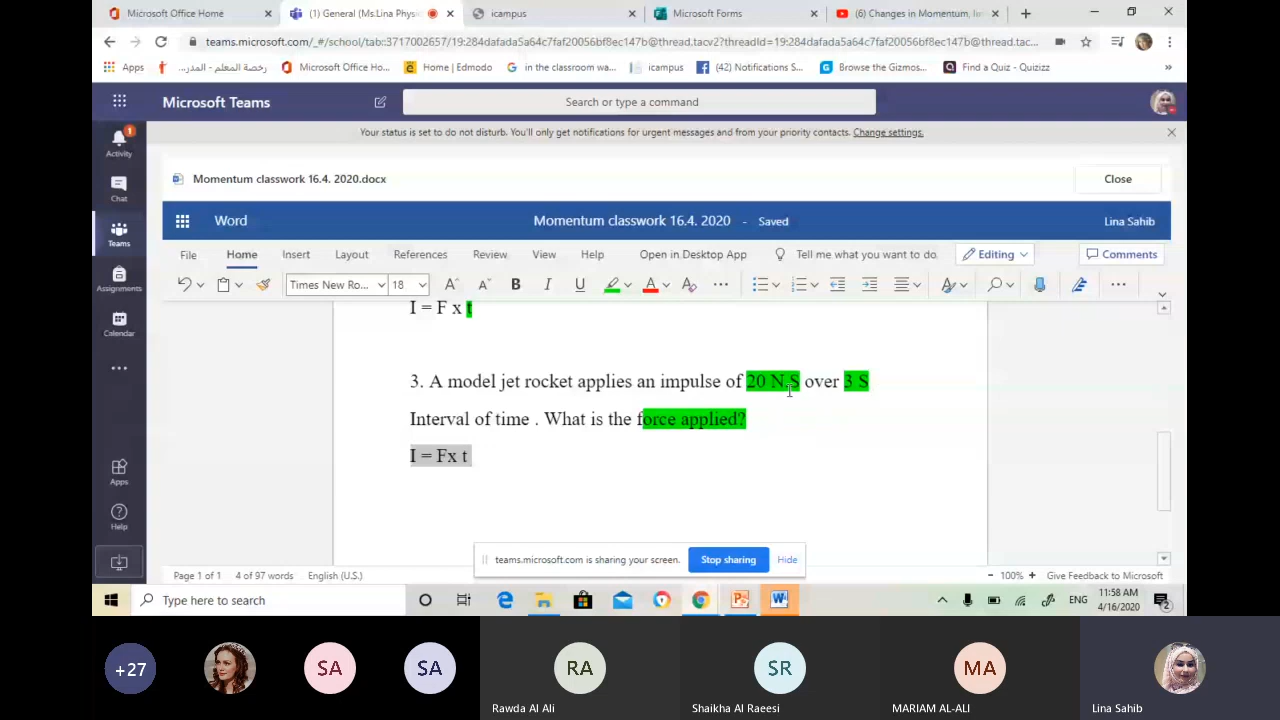 Microsoft Office Home
(1) General (Ms.Lina Physi
icampus
Microsoft Forms
(6) Changes in Momentum, Im
teams.microsoft.com/_#/school/tab::3717002657/19:284dafada5a64c7faf20056bf8ec147b@thread.tacv2?threadId=19:284dafada5a64c7faf20056bf8ec147b@thread.tac...
Apps
رخصة المعلم - المدر...
Microsoft Office Ho...
Home | Edmodo
in the classroom wa...
icampus
(42) Notifications S...
Browse the Gizmos...
Find a Quiz - Quizizz
»
Microsoft Teams
Search or type a command
Your status is set to do not disturb. You'll only get notifications for urgent messages and from your priority contacts. Change settings.
Activity
Chat
Teams
Assignments
Calendar
Apps
Help
Momentum classwork 16.4. 2020.docx
Close
Word
Momentum classwork 16.4. 2020 - Saved
Lina Sahib
File Home Insert Layout References Review View Help Open in Desktop App Tell me what you want to do Editing Comments
Times New Ro... 18 A A B I U A
I = F x t
3. A model jet rocket applies an impulse of 20 N.S over 3 S
Interval of time . What is the force applied?
I = Fx t
teams.microsoft.com is sharing your screen. Stop sharing Hide
Page 1 of 1 4 of 97 words English (U.S.) - 100% + Give Feedback to Microsoft
Type here to search
ENG
11:58 AM
4/16/2020
2
+27
SA
SA
RA
SR
MA
Rawda Al Ali
Shaikha Al Raeesi
MARIAM AL-ALI
Lina Sahib